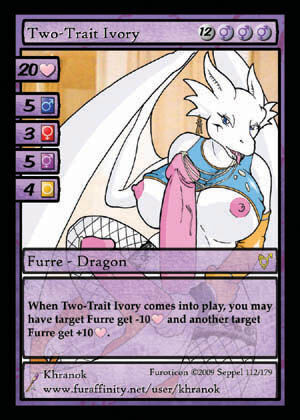 Two-Trait Ivory 12
20
5
3
5
4
3
Furre - Dragon
When Two-Trait Ivory comes into play, you may
have target Furre get -10 and another target
Furre get +10.
Khranok Furoticon ©2009 Seppel 112/179
www.furaffinity.net/user/khranok